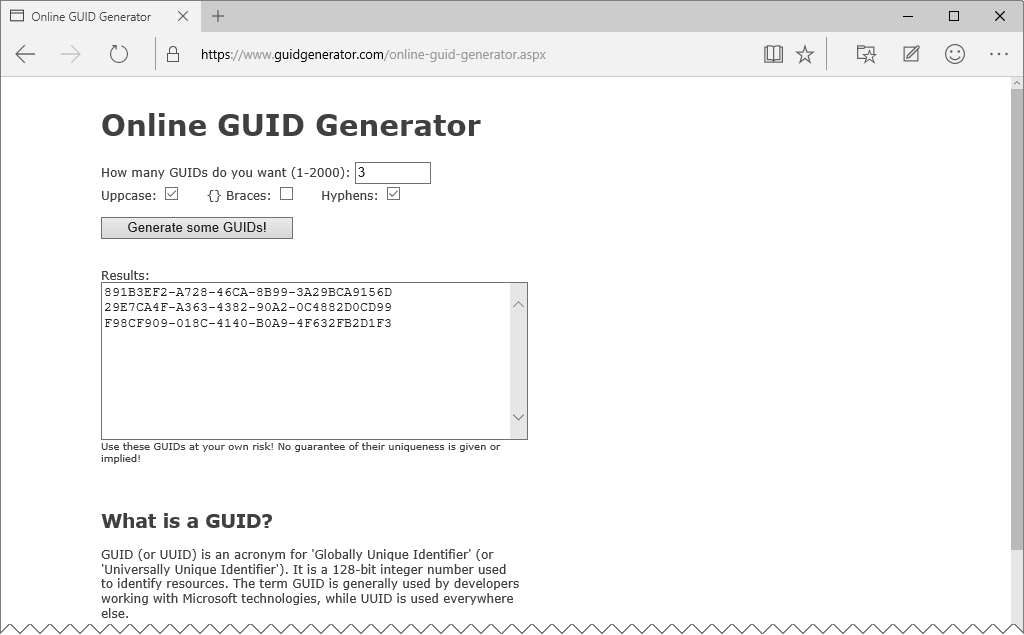 Online GUID Generator
https://www.guidgenerator.com/online-guid-generator.aspx
Online GUID Generator
How many GUIDs do you want (1-2000): 3
Uppcase: {} Braces: Hyphens:
Generate some GUIDs!
Results:
891B3EF2-A728-46CA-8B99-3A29BCA9156D
29E7CA4F-A363-4382-90A2-0C4882D0CD99
F98CF909-018C-4140-B0A9-4F632FB2D1F3
Use these GUIDs at your own risk! No guarantee of their uniqueness is given or
implied!
What is a GUID?
GUID (or UUID) is an acronym for 'Globally Unique Identifier' (or
'Universally Unique Identifier'). It is a 128-bit integer number used
to identify resources. The term GUID is generally used by developers
working with Microsoft technologies, while UUID is used everywhere
else.